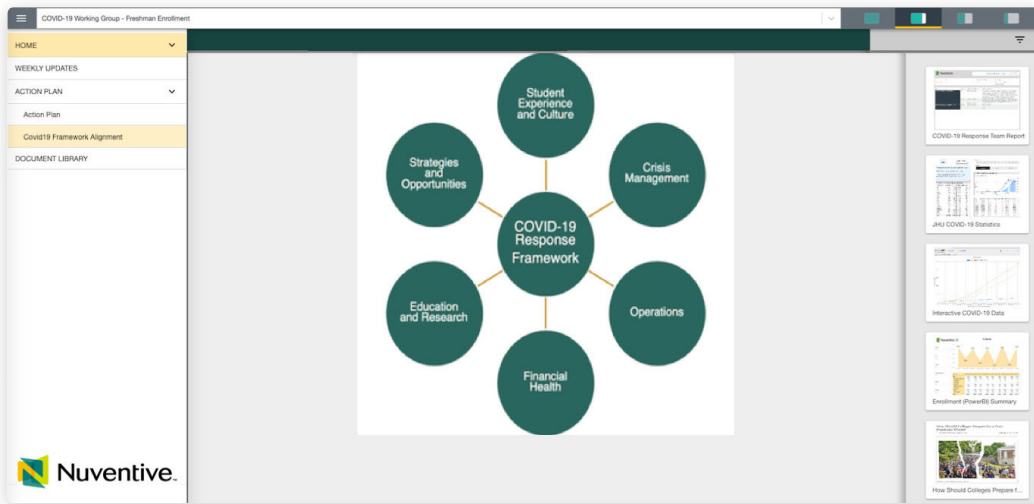 COVID-19 Working Group - Freshman Enrollment
HOME
WEEKLY UPDATES
ACTION PLAN
Action Plan
Covid19 Framework Alignment
DOCUMENT LIBRARY
Nuventive
Student
Experience
and Culture
Strategies
and
Opportunities
Crisis
Management
COVID-19
Response
Framework
Education
and Research
Operations
Financial
Health
COVID-19 Response Team Report
JHU COVID-19 Statistics
Interactive COVID-19 Data
Enrollment (PowerBI) Summary
How Should Colleges Prepare f...